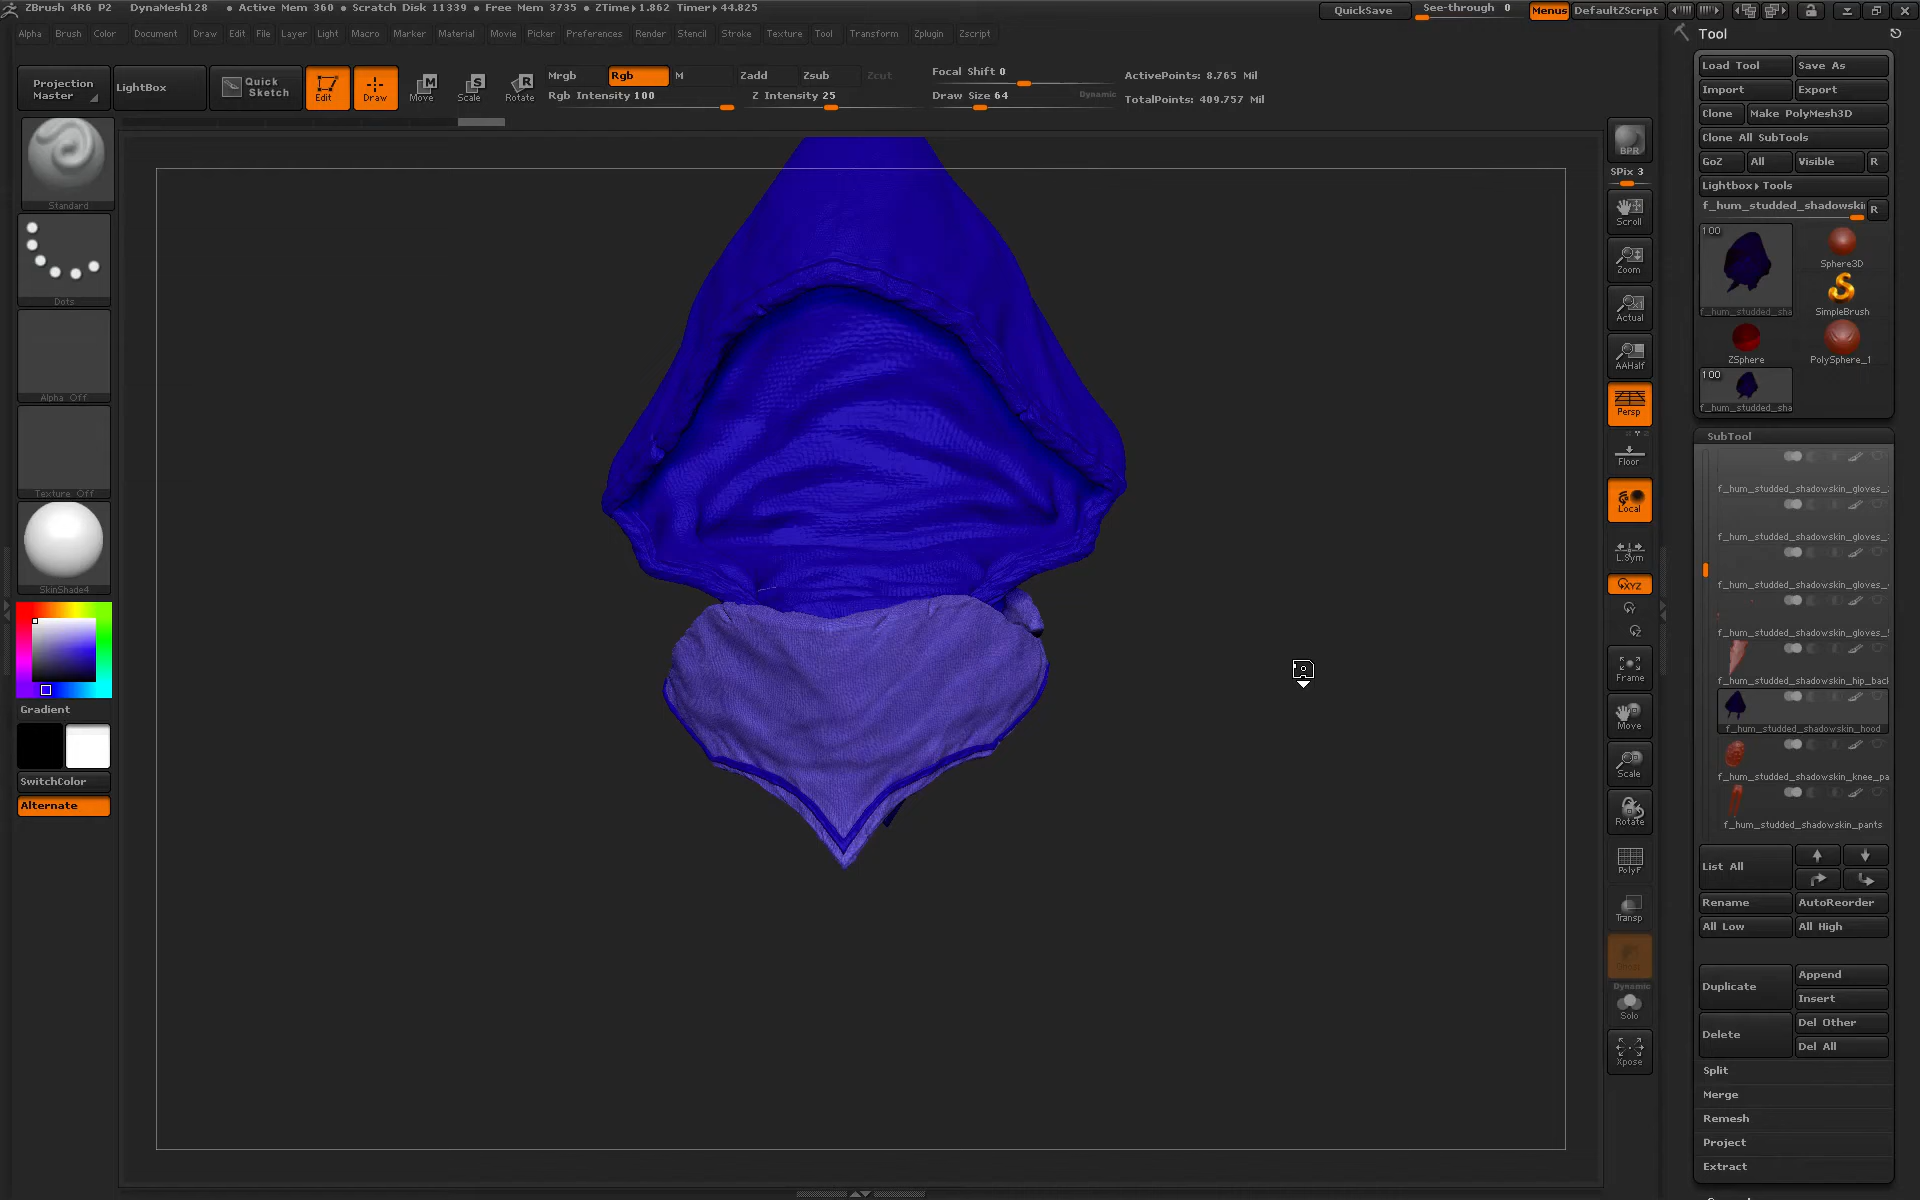 ZBrush 4R6 P2 DynaMesh128 • Active Mem 360 • Scratch Disk 11339 • Free Mem 3735 • ZTime▸1.862 Timer▸44.825
QuickSave See-through 0 Menus DefaultZScript
Alpha Brush Color Document Draw Edit File Layer Light Macro Marker Material Movie Picker Preferences Render Stencil Stroke Texture Tool Transform Zplugin Zscript
Projection Master
LightBox
Quick Sketch
Edit
Draw
Move
Scale
Rotate
Mrgb Rgb M Zadd Zsub Zcut
Rgb Intensity 100 Z Intensity 25
Focal Shift 0
Draw Size 64 Dynamic
ActivePoints: 8.765 Mil
TotalPoints: 409.757 Mil
Standard
Dots
Alpha Off
Texture Off
SkinShade4
Gradient
SwitchColor
Alternate
BPR
SPix 3
Scroll
Zoom
Actual
AAHalf
Persp
Floor
Local
L.Sym
XYZ
Frame
Move
Scale
Rotate
PolyF
Transp
Dynamic
Solo
Xpose
Tool
Load Tool Save As
Import Export
Clone Make PolyMesh3D
Clone All SubTools
GoZ All Visible R
Lightbox▸Tools
f_hum_studded_shadowski R
100
f_hum_studded_sha
Sphere3D
SimpleBrush
ZSphere
PolySphere_1
100
f_hum_studded_sha
SubTool
f_hum_studded_shadowskin_gloves_
f_hum_studded_shadowskin_gloves_
f_hum_studded_shadowskin_gloves_
f_hum_studded_shadowskin_gloves_
f_hum_studded_shadowskin_hip_back
f_hum_studded_shadowskin_hood
f_hum_studded_shadowskin_knee_pa
f_hum_studded_shadowskin_pants
List All
Rename AutoReorder
All Low All High
Duplicate Append
Insert
Delete Del Other
Del All
Split
Merge
Remesh
Project
Extract